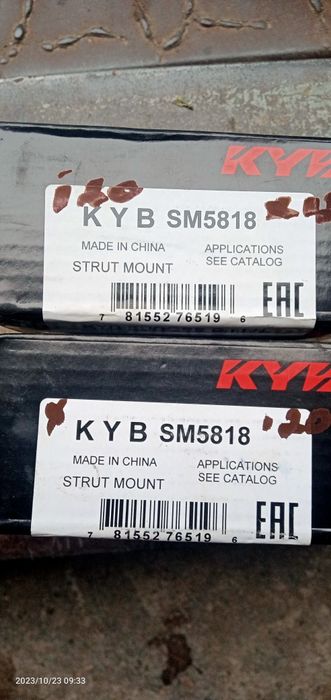 KYB
KYB SM5818
MADE IN CHINA
APPLICATIONS
STRUT MOUNT
SEE CATALOG
7 81552 76519 6
EAC
KYB
-20
KYB SM5818
MADE IN CHINA
APPLICATIONS
STRUT MOUNT
SEE CATALOG
7 81552 76519 6
EAC
2023/10/23 09:33